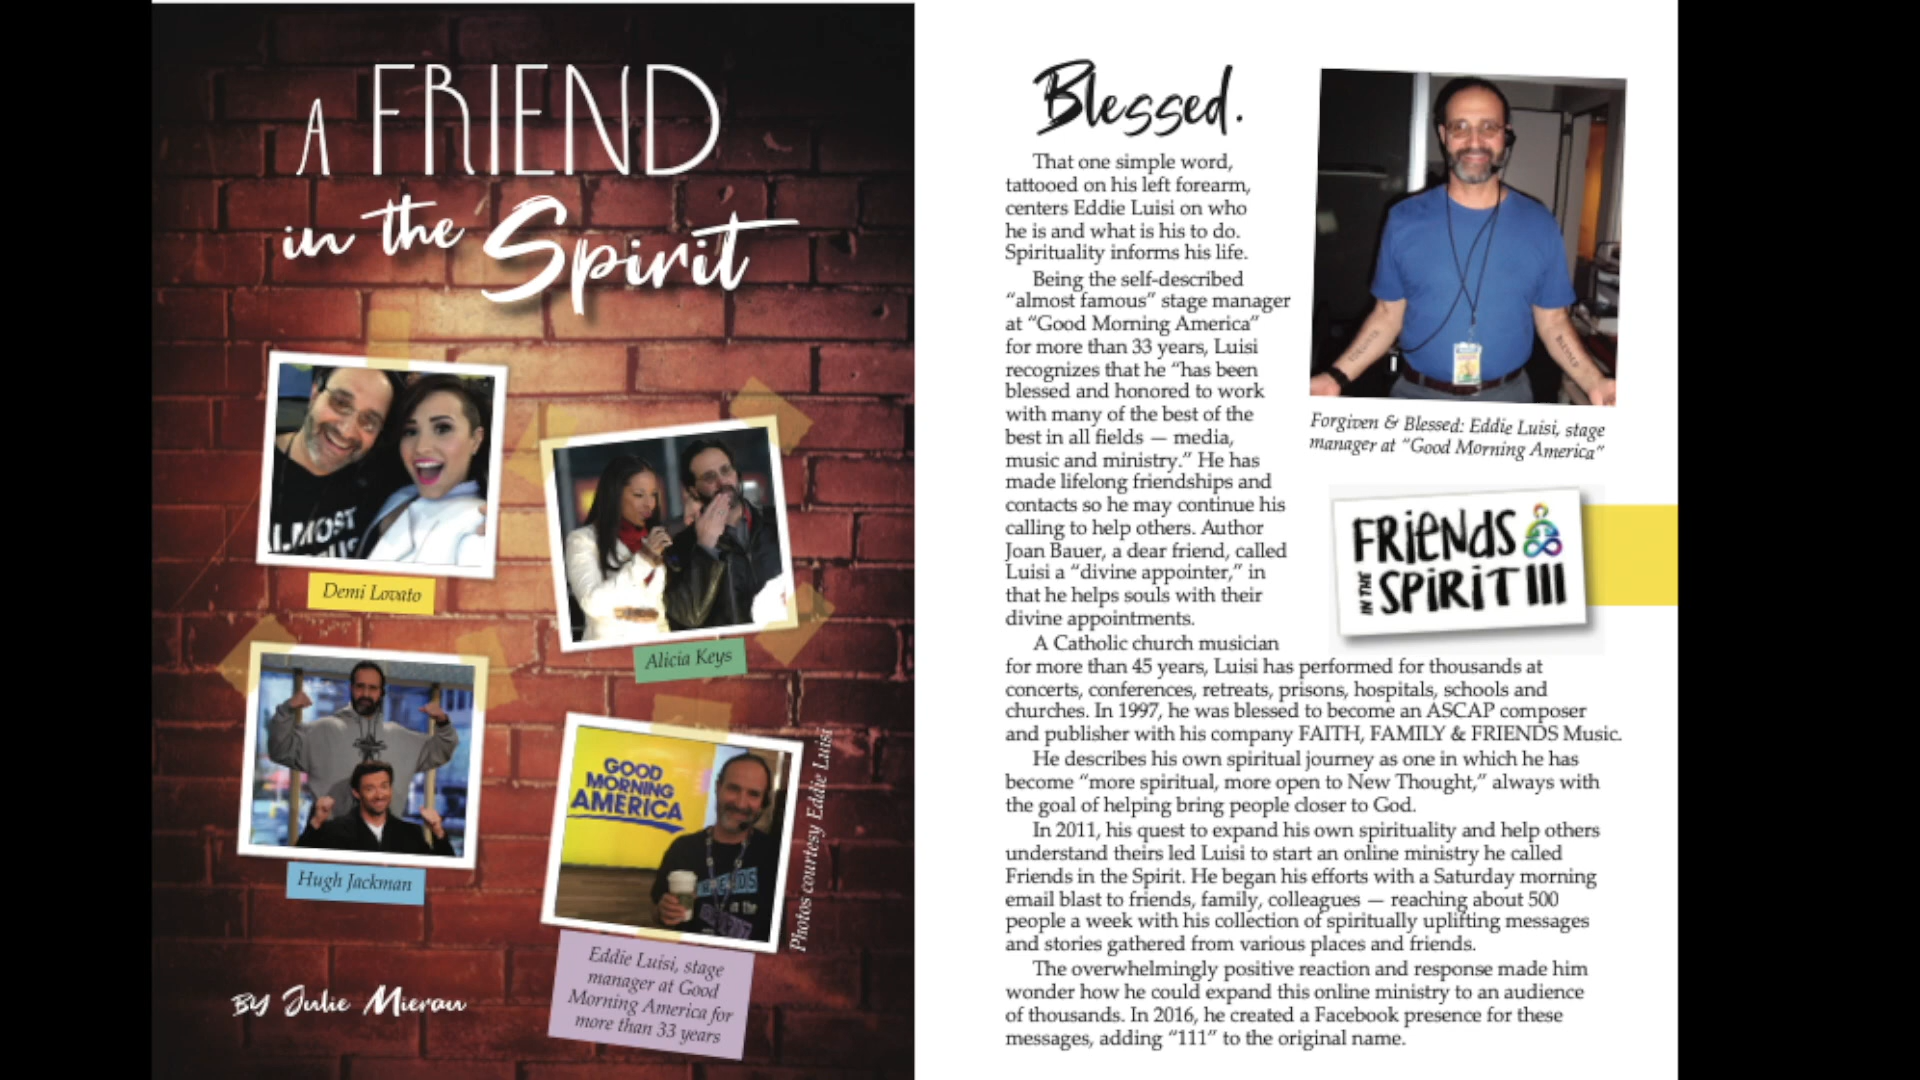 A FRIEND
in the Spirit
Demi Lovato
Alicia Keys
Hugh Jackman
GOOD
MORNING
AMERICA
Eddie Luisi, stage
manager at Good
Morning America for
more than 33 years
Photos courtesy Eddie Luisi
BY Julie Mierau
Blessed.
That one simple word,
tattooed on his left forearm,
centers Eddie Luisi on who
he is and what is his to do.
Spirituality informs his life.
Being the self-described
“almost famous” stage manager
at “Good Morning America”
for more than 33 years, Luisi
recognizes that he “has been
blessed and honored to work
with many of the best of the
best in all fields — media,
music and ministry.” He has
made lifelong friendships and
contacts so he may continue his
calling to help others. Author
Joan Bauer, a dear friend, called
Luisi a “divine appointer,” in
that he helps souls with their
divine appointments.
A Catholic church musician
for more than 45 years, Luisi has performed for thousands at
concerts, conferences, retreats, prisons, hospitals, schools and
churches. In 1997, he was blessed to become an ASCAP composer
and publisher with his company FAITH, FAMILY & FRIENDS Music.
He describes his own spiritual journey as one in which he has
become “more spiritual, more open to New Thought,” always with
the goal of helping bring people closer to God.
In 2011, his quest to expand his own spirituality and help others
understand theirs led Luisi to start an online ministry he called
Friends in the Spirit. He began his efforts with a Saturday morning
email blast to friends, family, colleagues — reaching about 500
people a week with his collection of spiritually uplifting messages
and stories gathered from various places and friends.
The overwhelmingly positive reaction and response made him
wonder how he could expand this online ministry to an audience
of thousands. In 2016, he created a Facebook presence for these
messages, adding “111” to the original name.
Forgiven & Blessed: Eddie Luisi, stage
manager at “Good Morning America”
FRiENds
IN THE SPiRiT III